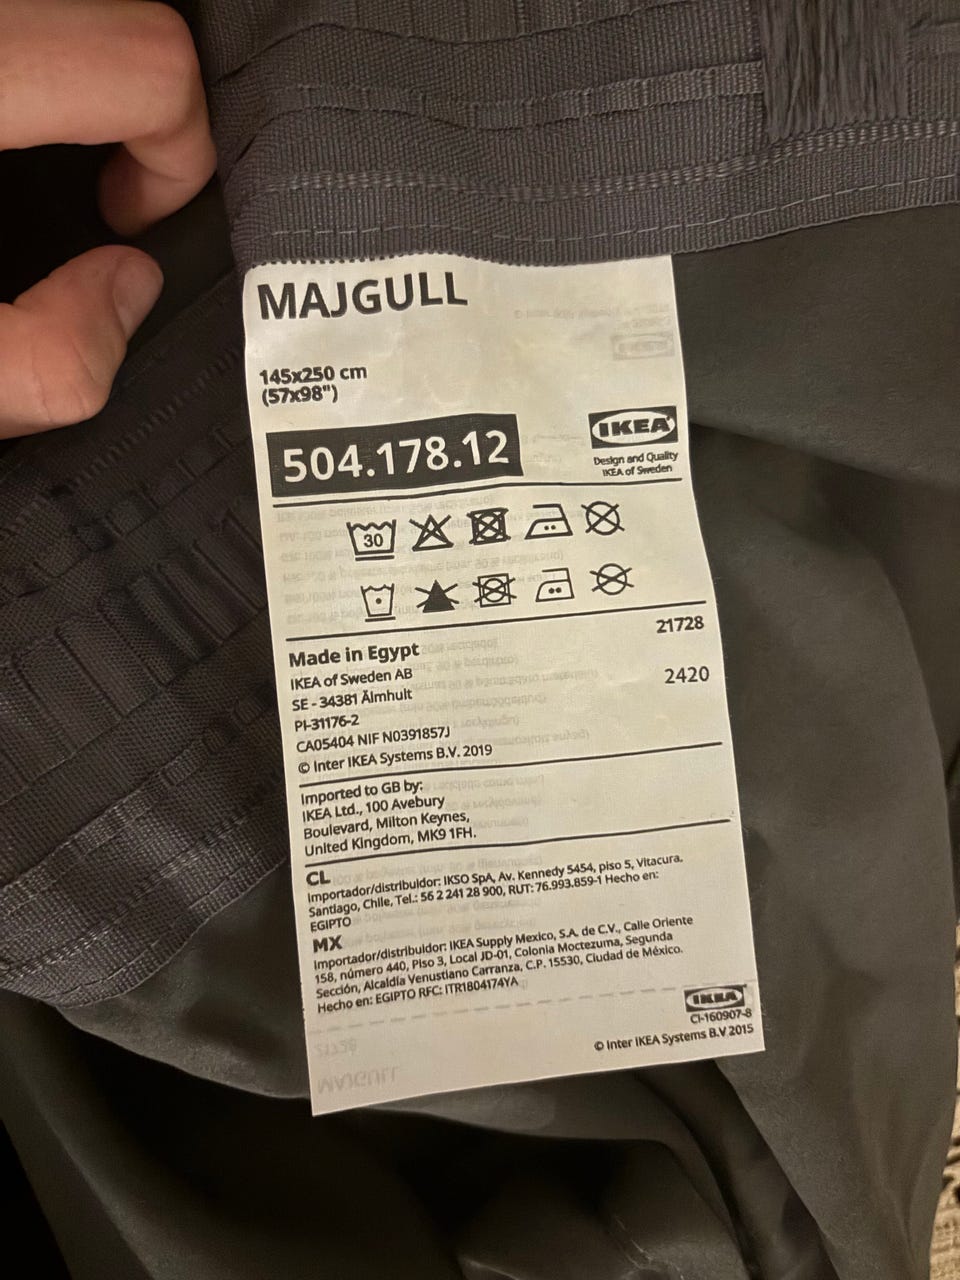 MAJGULL
145x250 cm
(57x98")
504.178.12
IKEA
Design and Quality
IKEA of Sweden
30
21728
Made in Egypt
IKEA of Sweden AB
2420
SE - 34381 Älmhult
PI-31176-2
CA05404 NIF N0391857J
© Inter IKEA Systems B.V. 2019
Imported to GB by:
IKEA Ltd., 100 Avebury
Boulevard, Milton Keynes,
United Kingdom, MK9 1FH.
CL
Importador/distribuidor: IKSO SpA, Av. Kennedy 5454, piso 5, Vitacura.
Santiago, Chile, Tel.: 56 2 241 28 900, RUT: 76.993.859-1 Hecho en:
EGIPTO
MX
Importador/distribuidor: IKEA Supply Mexico, S.A. de C.V., Calle Oriente
158, número 440, Piso 3, Local JD-01, Colonia Moctezuma, Segunda
Sección, Alcaldía Venustiano Carranza, C.P. 15530, Ciudad de México.
Hecho en: EGIPTO RFC: ITR1804174YA
IKEA
CI-160907-8
© Inter IKEA Systems B.V 2015